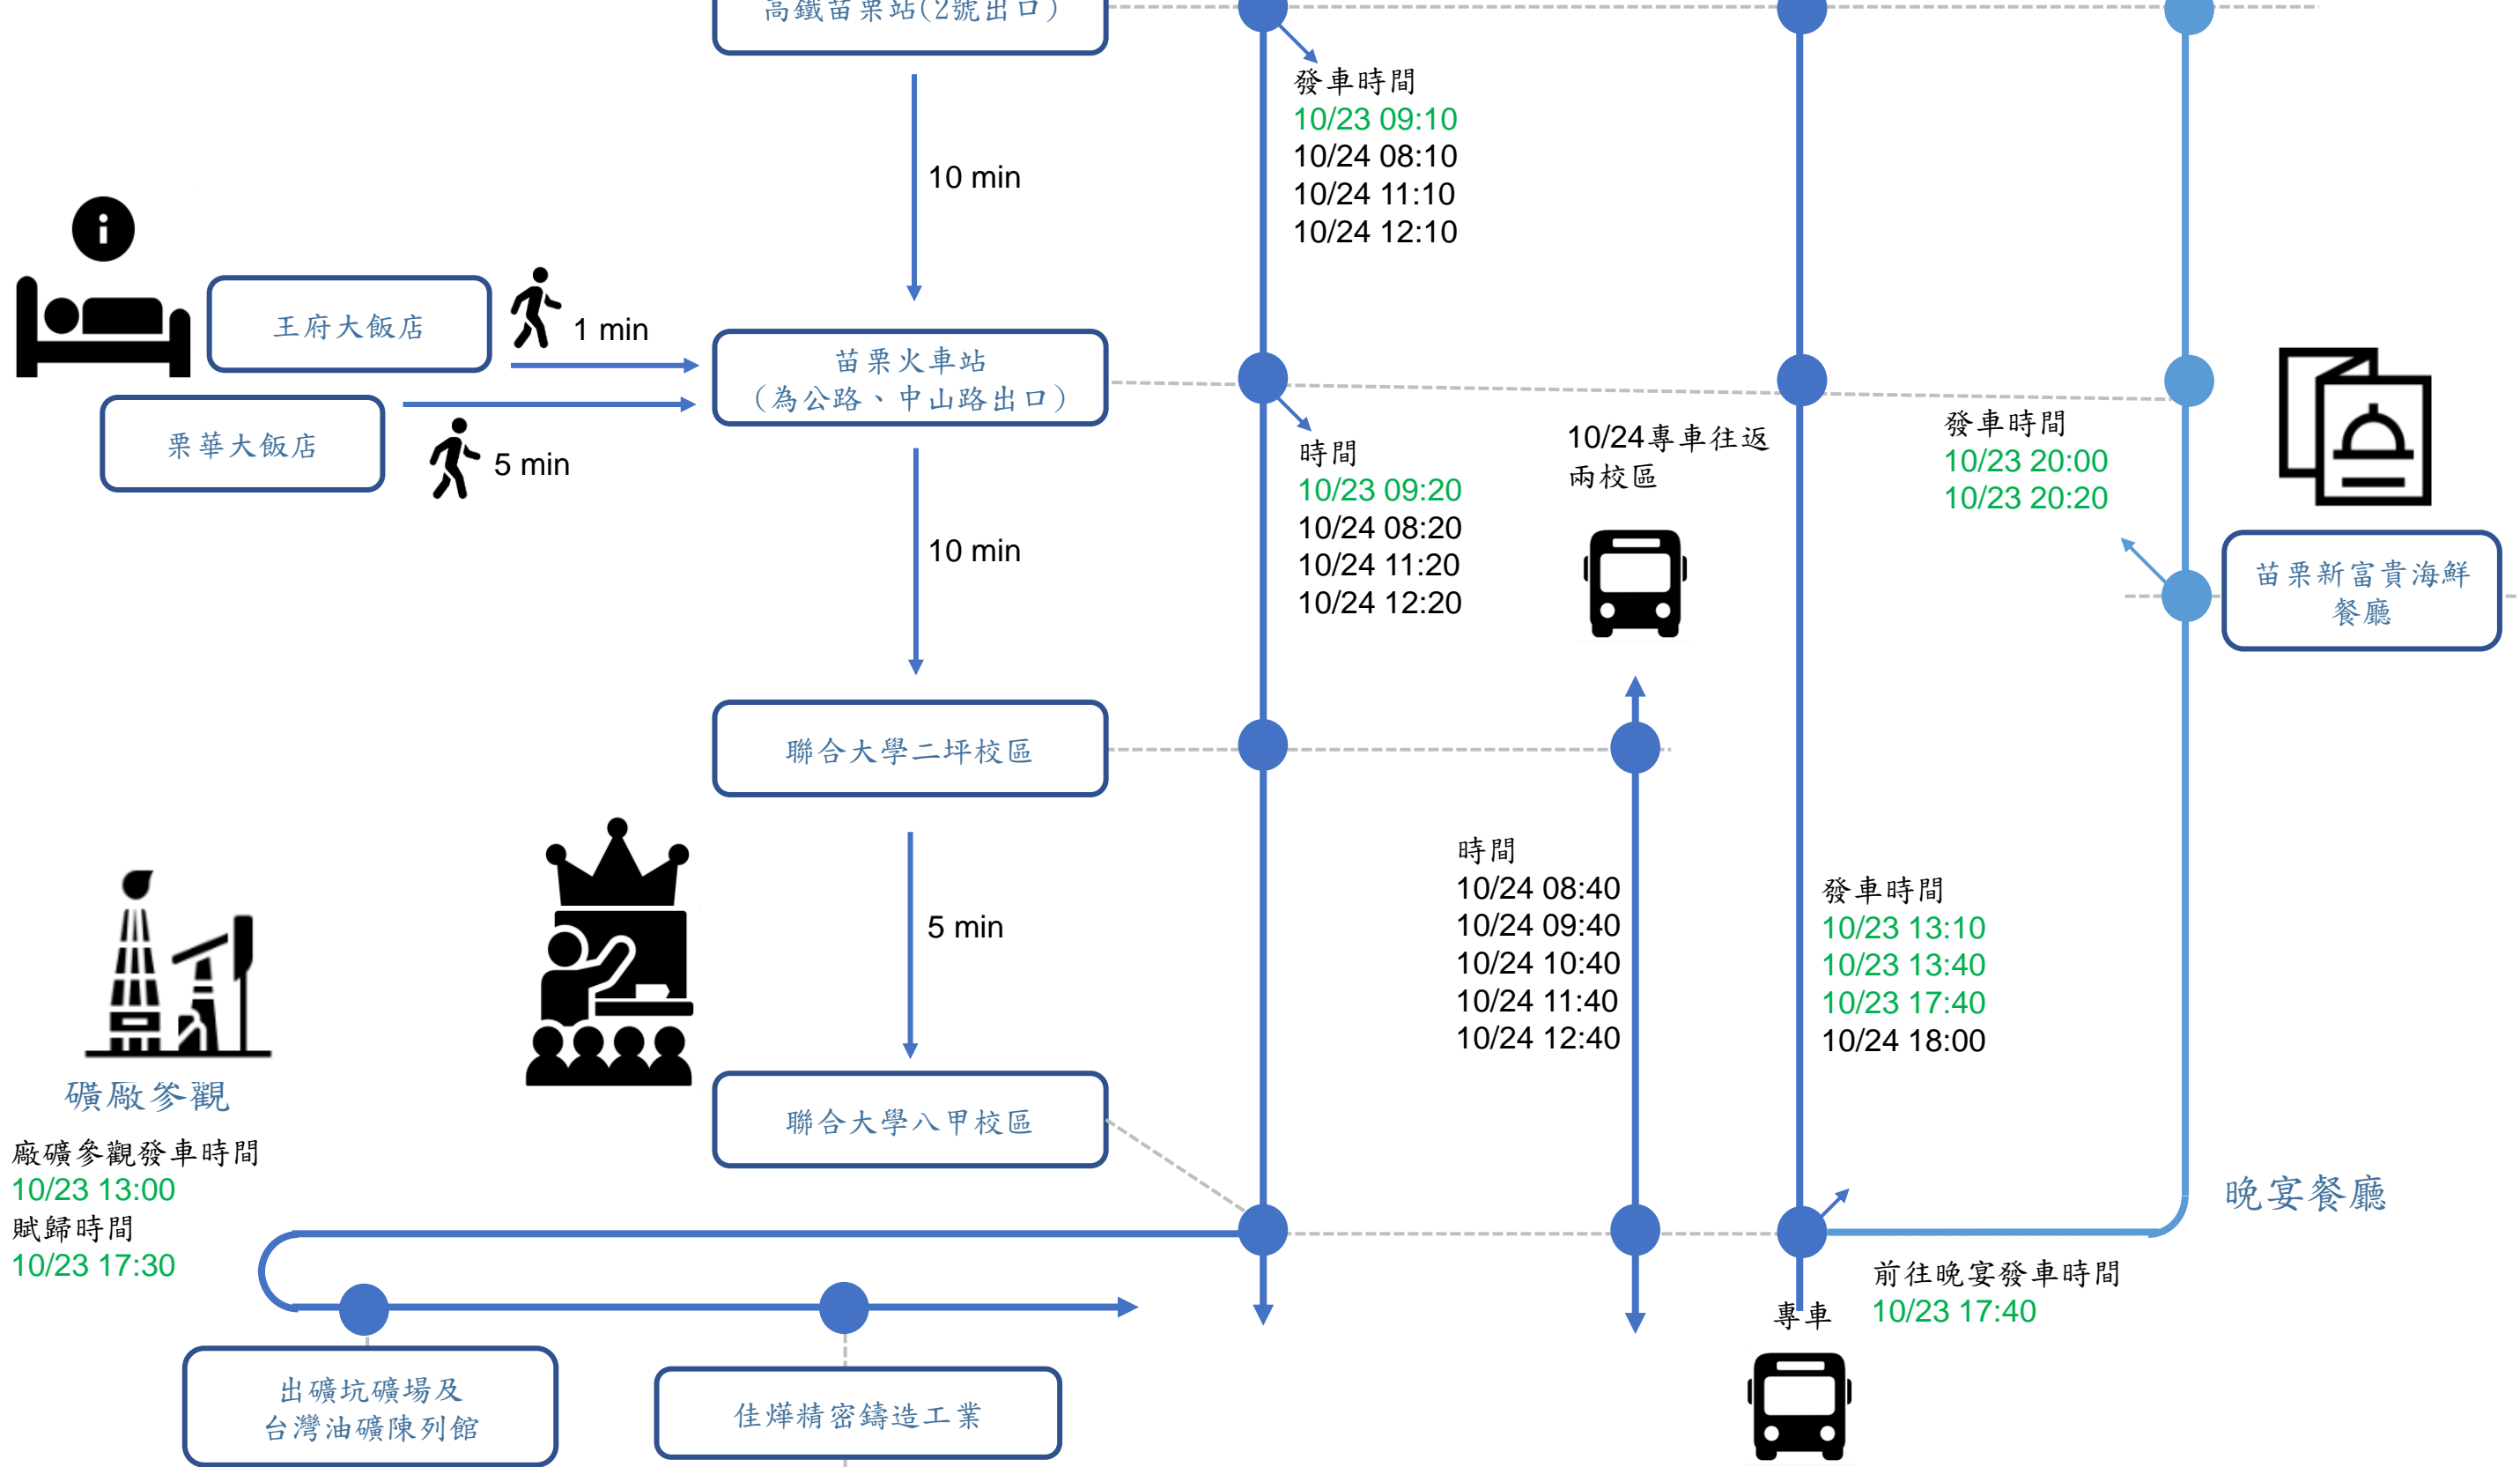 高鐵苗栗站(2號出口)
發車時間
10/23 09:10
10/24 08:10
10/24 11:10
10/24 12:10
10 min
王府大飯店
1 min
苗栗火車站
(為公路、中山路出口)
栗華大飯店
5 min
時間
10/23 09:20
10/24 08:20
10/24 11:20
10/24 12:20
10/24專車往返
兩校區
發車時間
10/23 20:00
10/23 20:20
苗栗新富貴海鮮
餐廳
10 min
聯合大學二坪校區
5 min
時間
10/24 08:40
10/24 09:40
10/24 10:40
10/24 11:40
10/24 12:40
發車時間
10/23 13:10
10/23 13:40
10/23 17:40
10/24 18:00
礦廠參觀
聯合大學八甲校區
廠礦參觀發車時間
10/23 13:00
賦歸時間
10/23 17:30
晚宴餐廳
前往晚宴發車時間
10/23 17:40
專車
出礦坑礦場及
台灣油礦陳列館
佳燁精密鑄造工業